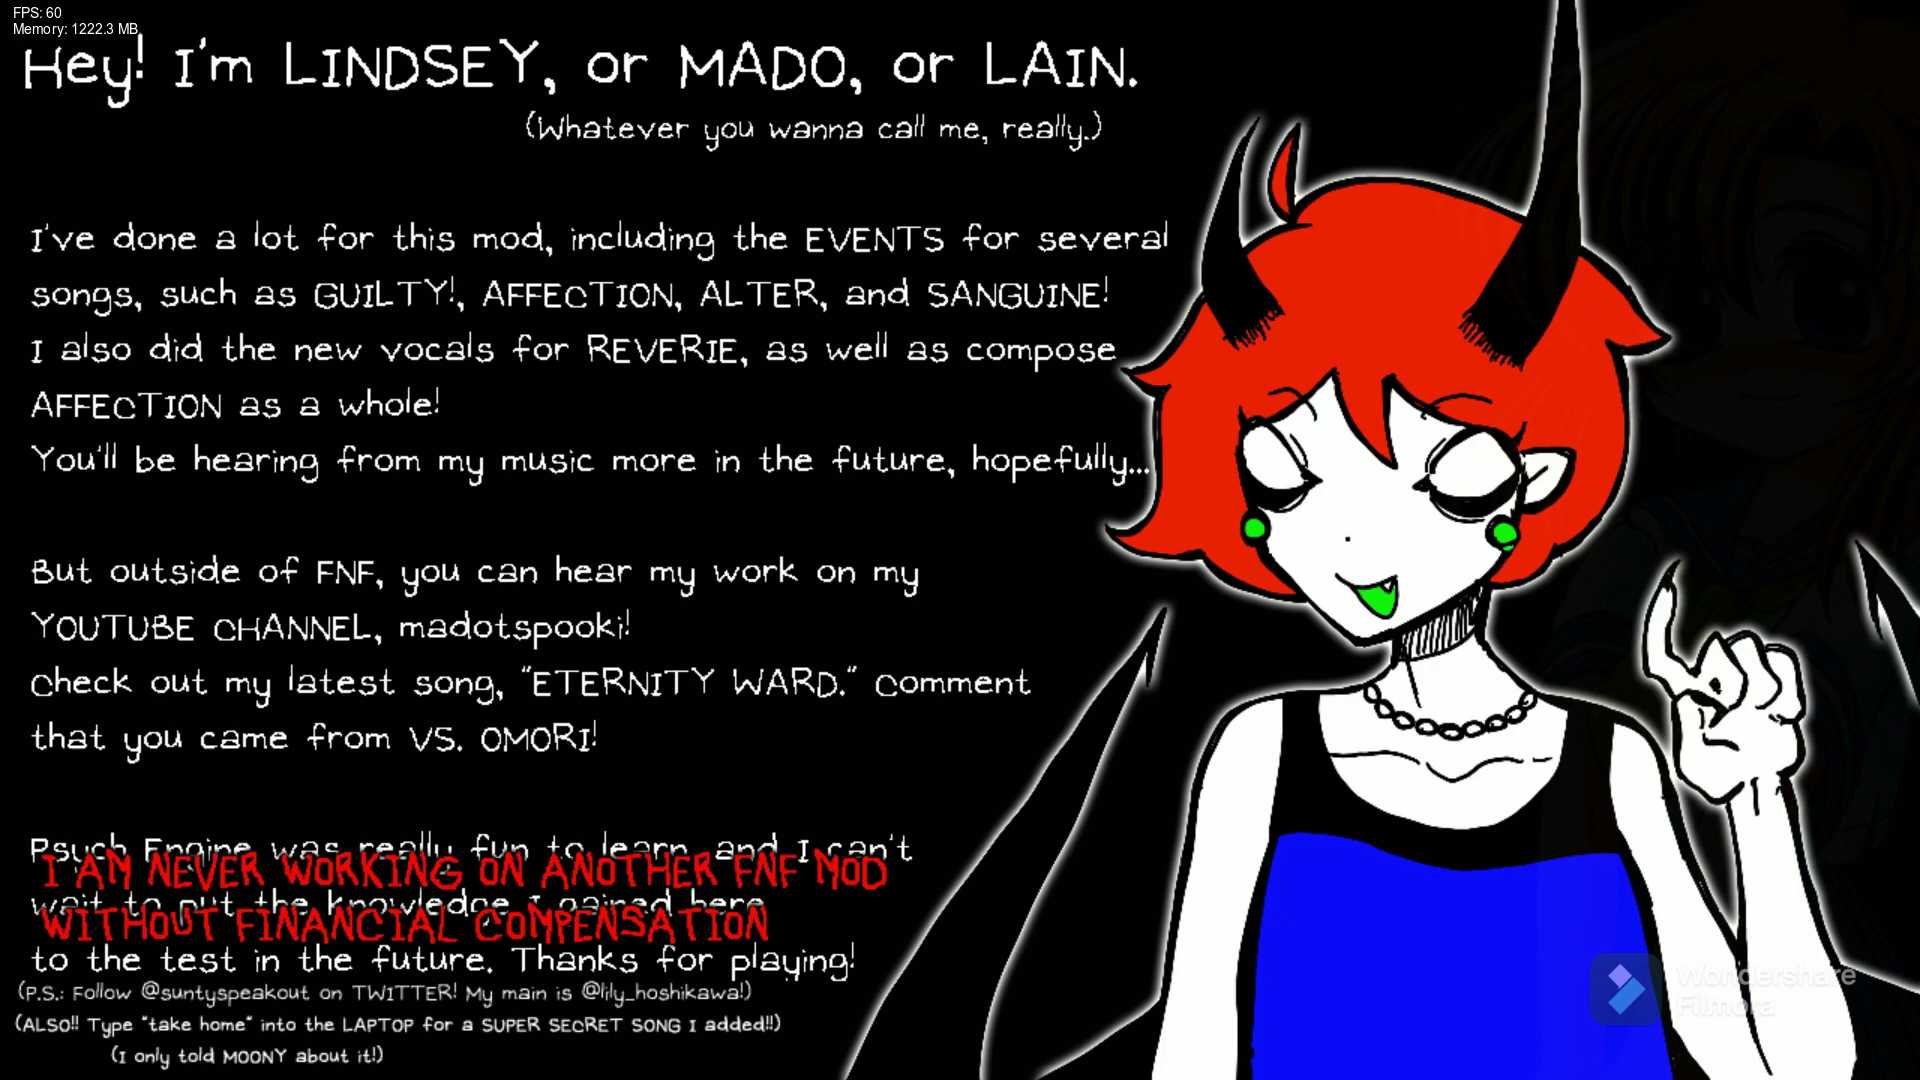 FPS: 60
Memory: 1222.3 MB
Hey! I'm LINDSEY, or MADO, or LAIN.
(Whatever you wanna call me, really.)
I've done a lot for this mod, including the EVENTS for several
songs, such as GUILTY!, AFFECTION, ALTER, and SANGUINE!
I also did the new vocals for REVERIE, as well as compose
AFFECTION as a whole!
You'll be hearing from my music more in the future, hopefully...
But outside of FNF, you can hear my work on my
YOUTUBE CHANNEL, madotspooki!
Check out my latest song, "ETERNITY WARD." Comment
that you came from VS. OMORI!
Psych Engine was really fun to learn and I can't
I AM NEVER WORKING ON ANOTHER FNF MOD
wait to put the knowledge I gained here
WITHOUT FINANCIAL COMPENSATION
to the test in the future. Thanks for playing!
(P.S.: Follow @suntyspeakout on TWITTER! My main is @lily_hoshikawa!)
(ALSO!! Type "take home" into the LAPTOP for a SUPER SECRET SONG I added!!)
(I only told MOONY about it!)
Wondershare
Filmora